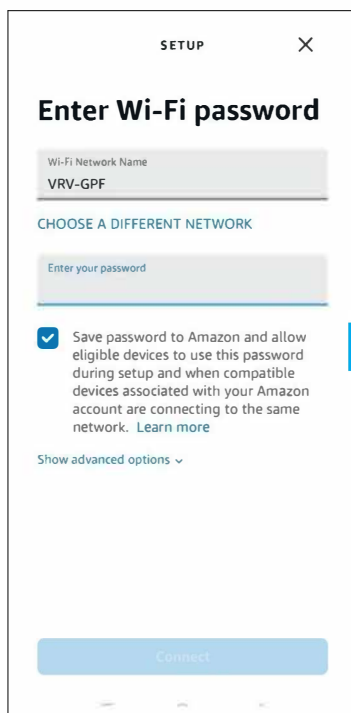 SETUP
Enter Wi-Fi password
Wi-Fi Network Name
VRV-GPF
CHOOSE A DIFFERENT NETWORK
Enter your password
Save password to Amazon and allow
eligible devices to use this password
during setup and when compatible
devices associated with your Amazon
account are connecting to the same
network. Learn more
Show advanced options
Connect